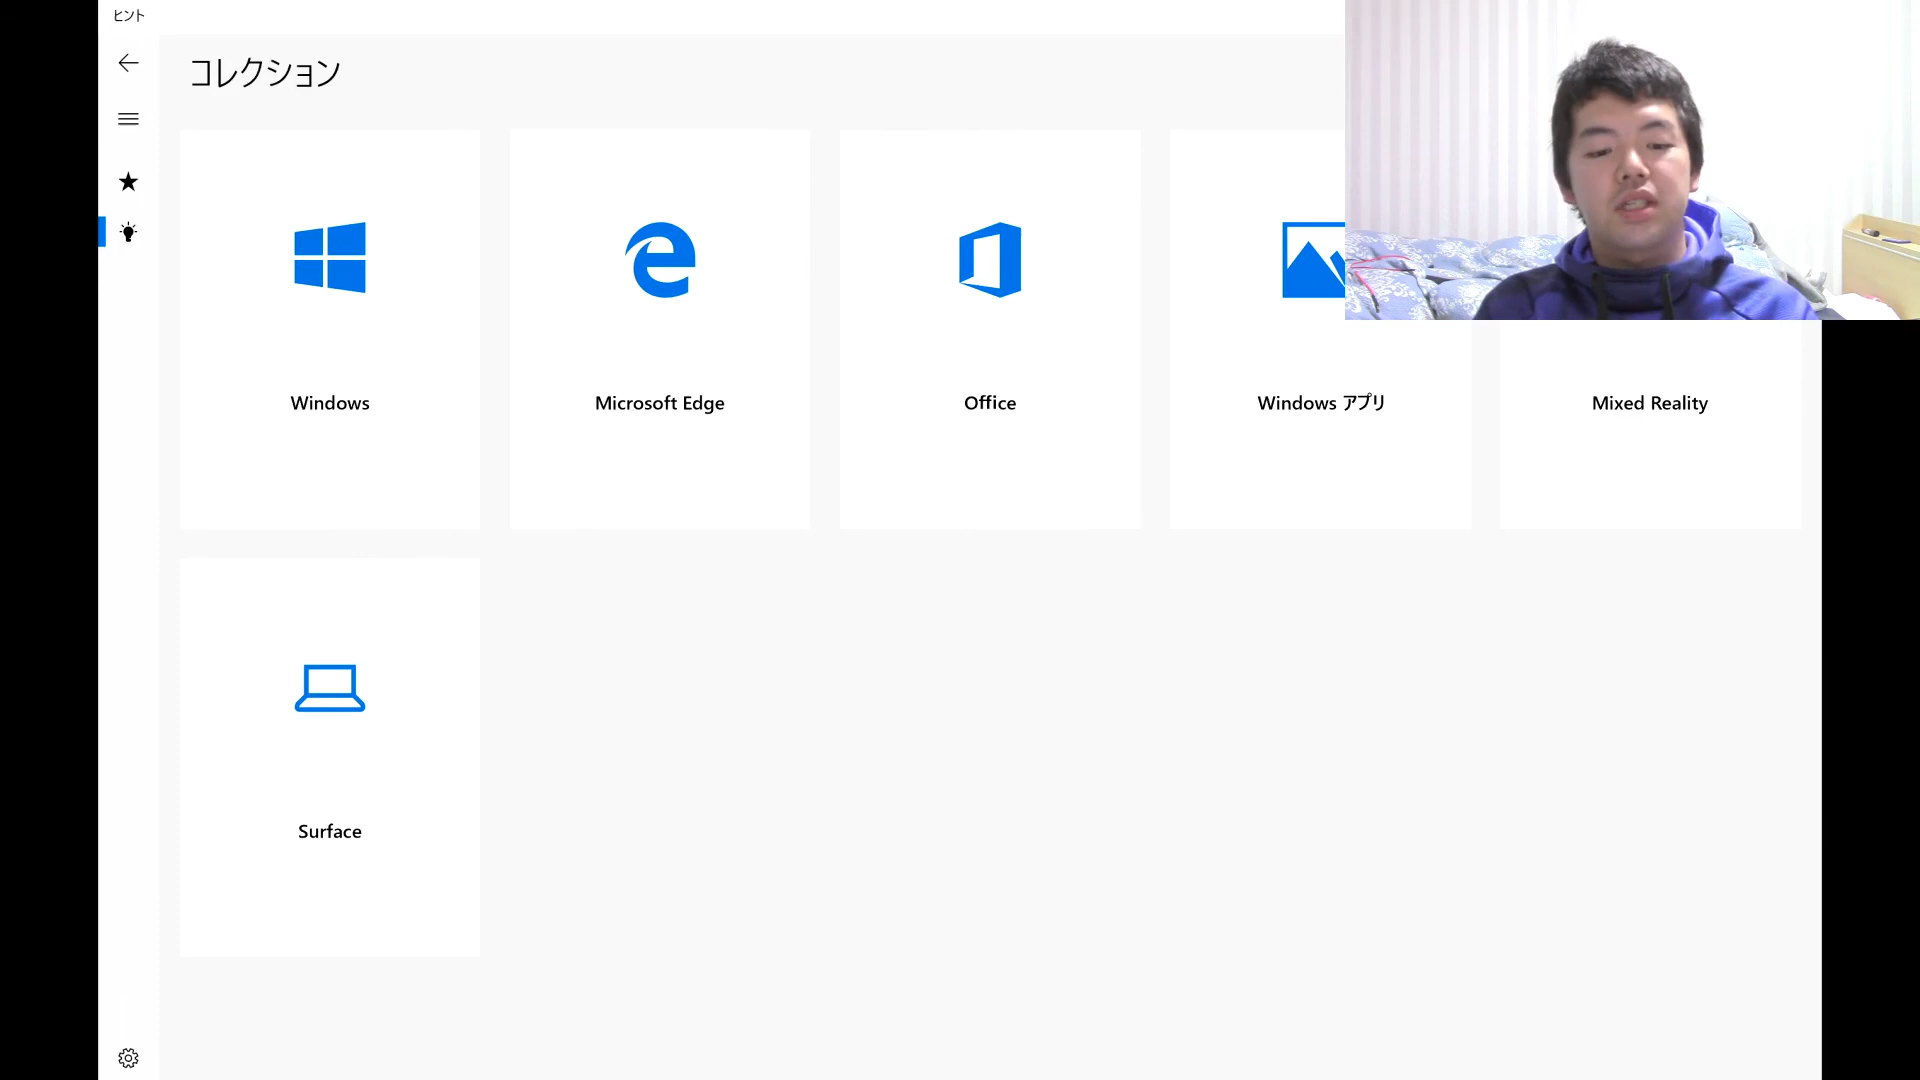 ヒント
コレクション
Windows
Microsoft Edge
Office
Windows アプリ
Mixed Reality
Surface